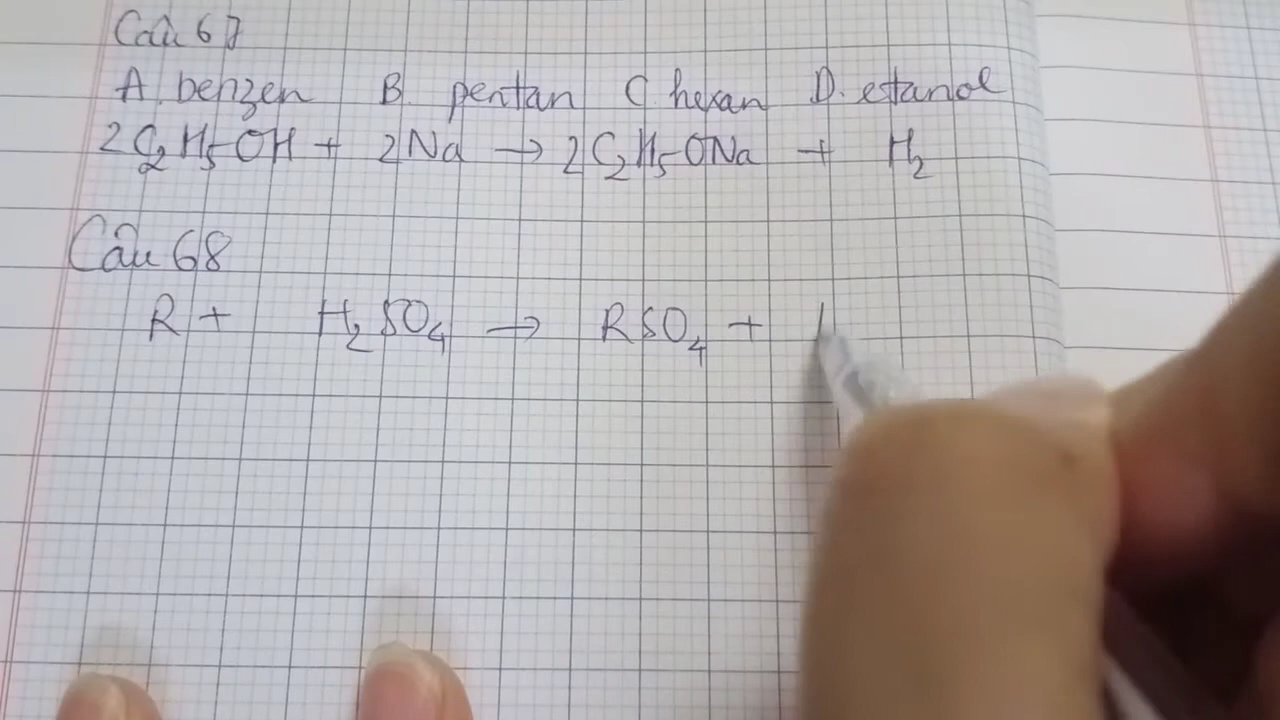 Câu 67
A. benzen B. pentan C. hexan D. etanol
2C₂H₅OH + 2Na → 2C₂H₅ONa + H₂
Câu 68
R + H₂SO₄ → RSO₄ +